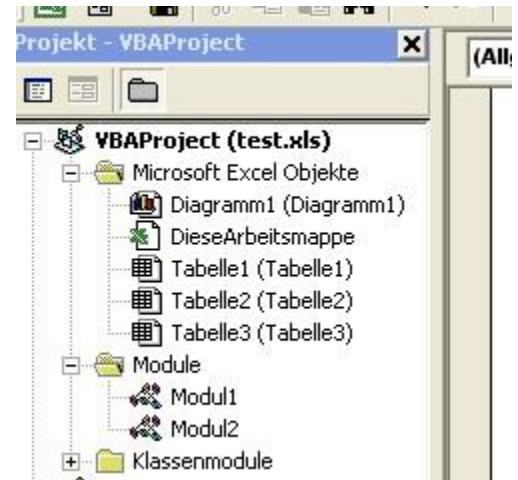 Projekt - VBAProject
(Allg
VBAProject (test.xls)
Microsoft Excel Objekte
Diagramm1 (Diagramm1)
DieseArbeitsmappe
Tabelle1 (Tabelle1)
Tabelle2 (Tabelle2)
Tabelle3 (Tabelle3)
Module
Modul1
Modul2
Klassenmodule